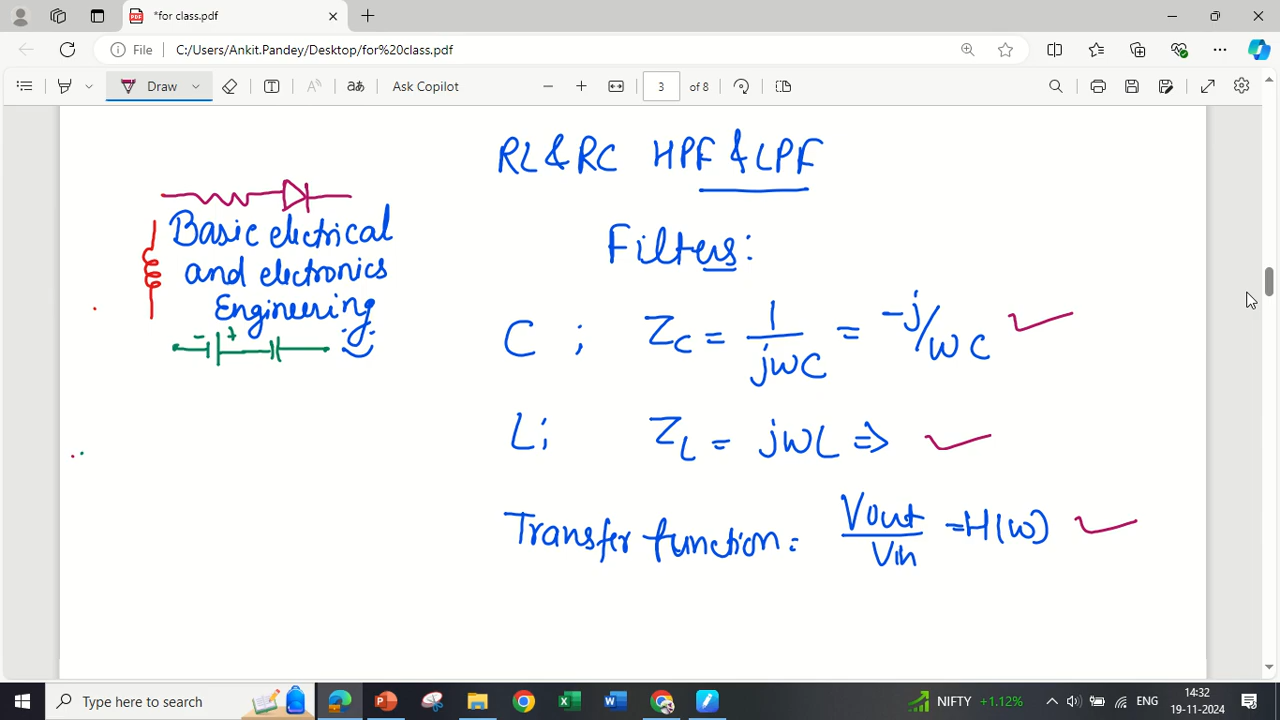 *for class.pdf
File
C:/Users/Ankit.Pandey/Desktop/for%20class.pdf
Draw
Ask Copilot
3
of 8
RL & RC HPF & LPF
Basic electrical
and electronics
Engineering
- +
Filters:
C ; Zc = 1/jwC = -j/wC
L; ZL = jwL =>
Transfer function: Vout/Vin = H(w)
Type here to search
NIFTY +1.12%
ENG
14:32
19-11-2024